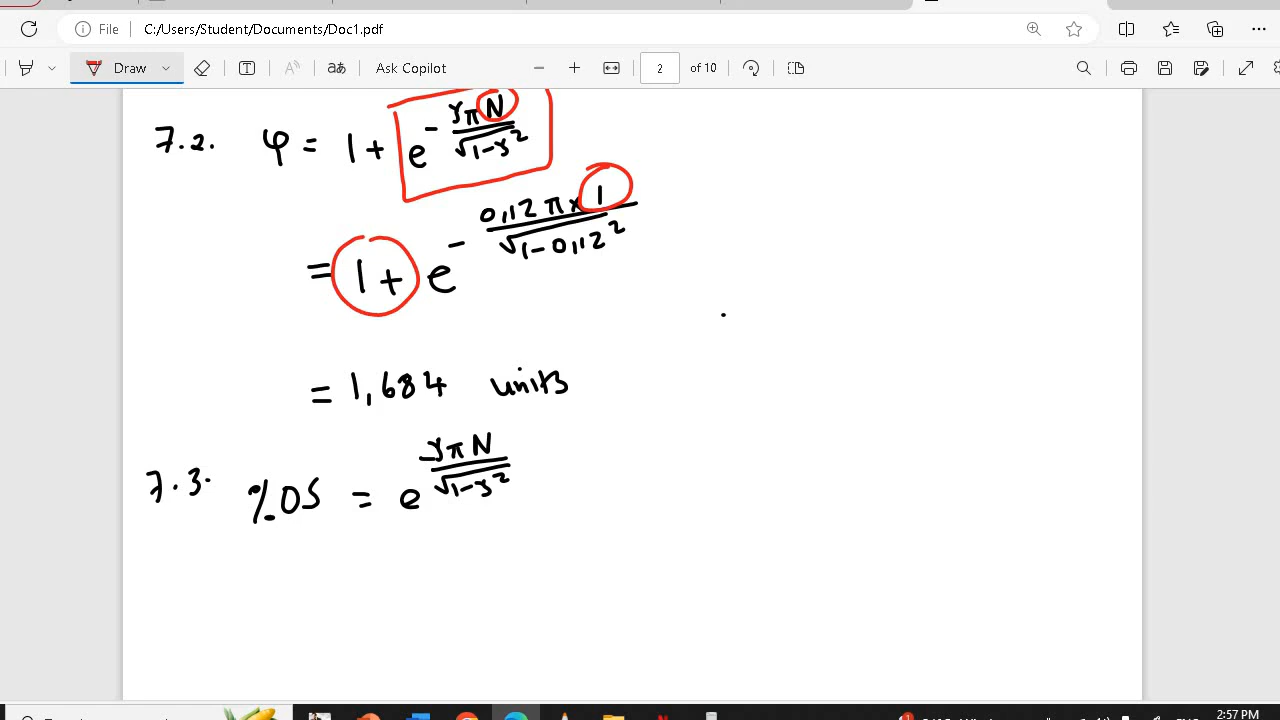 File C:/Users/Student/Documents/Doc1.pdf
Draw Ask Copilot 2 of 10
7.2. φ = 1 + e^(-ζπN/√(1-ζ²))
= 1 + e^(-0,12π×1/√(1-0,12²))
= 1,684 units
7.3. %OS = e^(-ζπN/√(1-ζ²))
2:57 PM